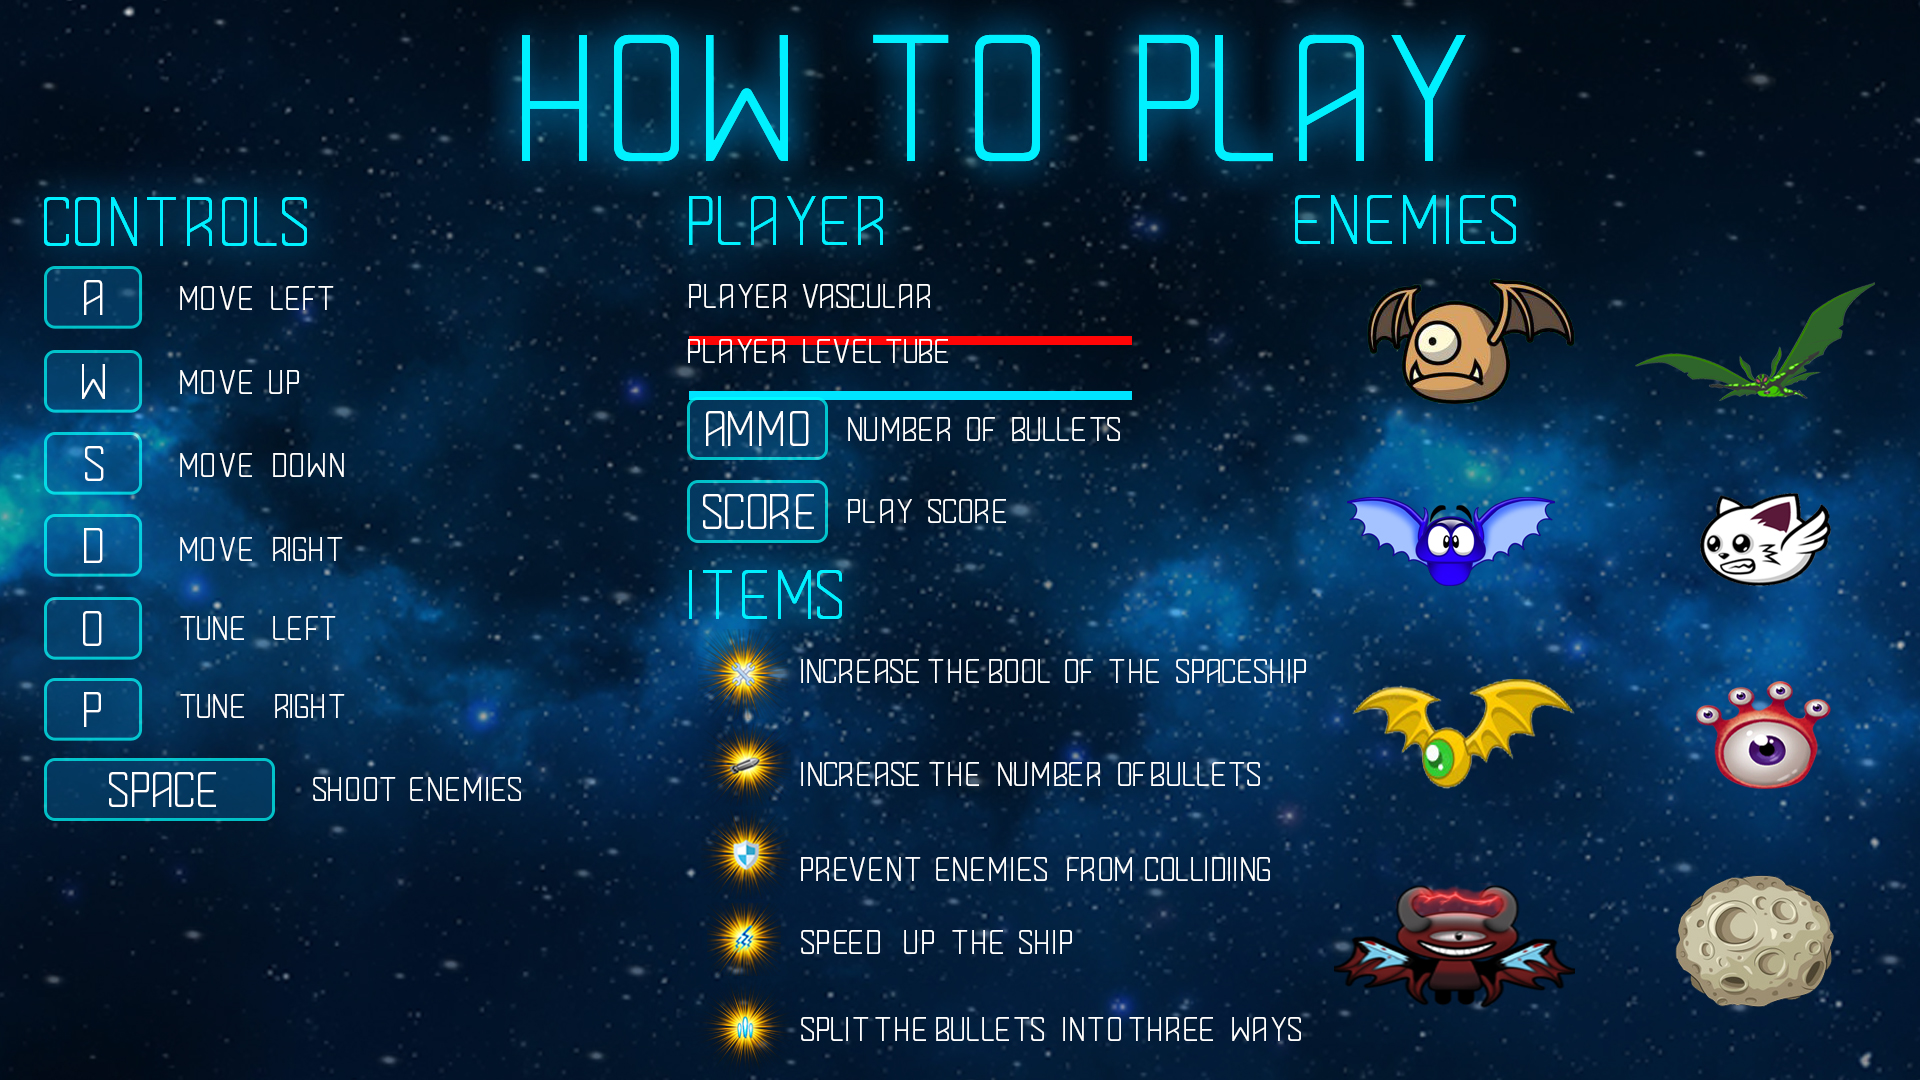 HOW TO PLAY
CONTROLS
A MOVE LEFT
W MOVE UP
S MOVE DOWN
D MOVE RIGHT
O TUNE LEFT
P TUNE RIGHT
SPACE SHOOT ENEMIES
PLAYER
PLAYER VASCULAR
PLAYER LEVEL TUBE
AMMO NUMBER OF BULLETS
SCORE PLAY SCORE
ITEMS
INCREASE THE BOOL OF THE SPACESHIP
INCREASE THE NUMBER OF BULLETS
PREVENT ENEMIES FROM COLLIDIING
SPEED UP THE SHIP
SPLIT THE BULLETS INTO THREE WAYS
ENEMIES